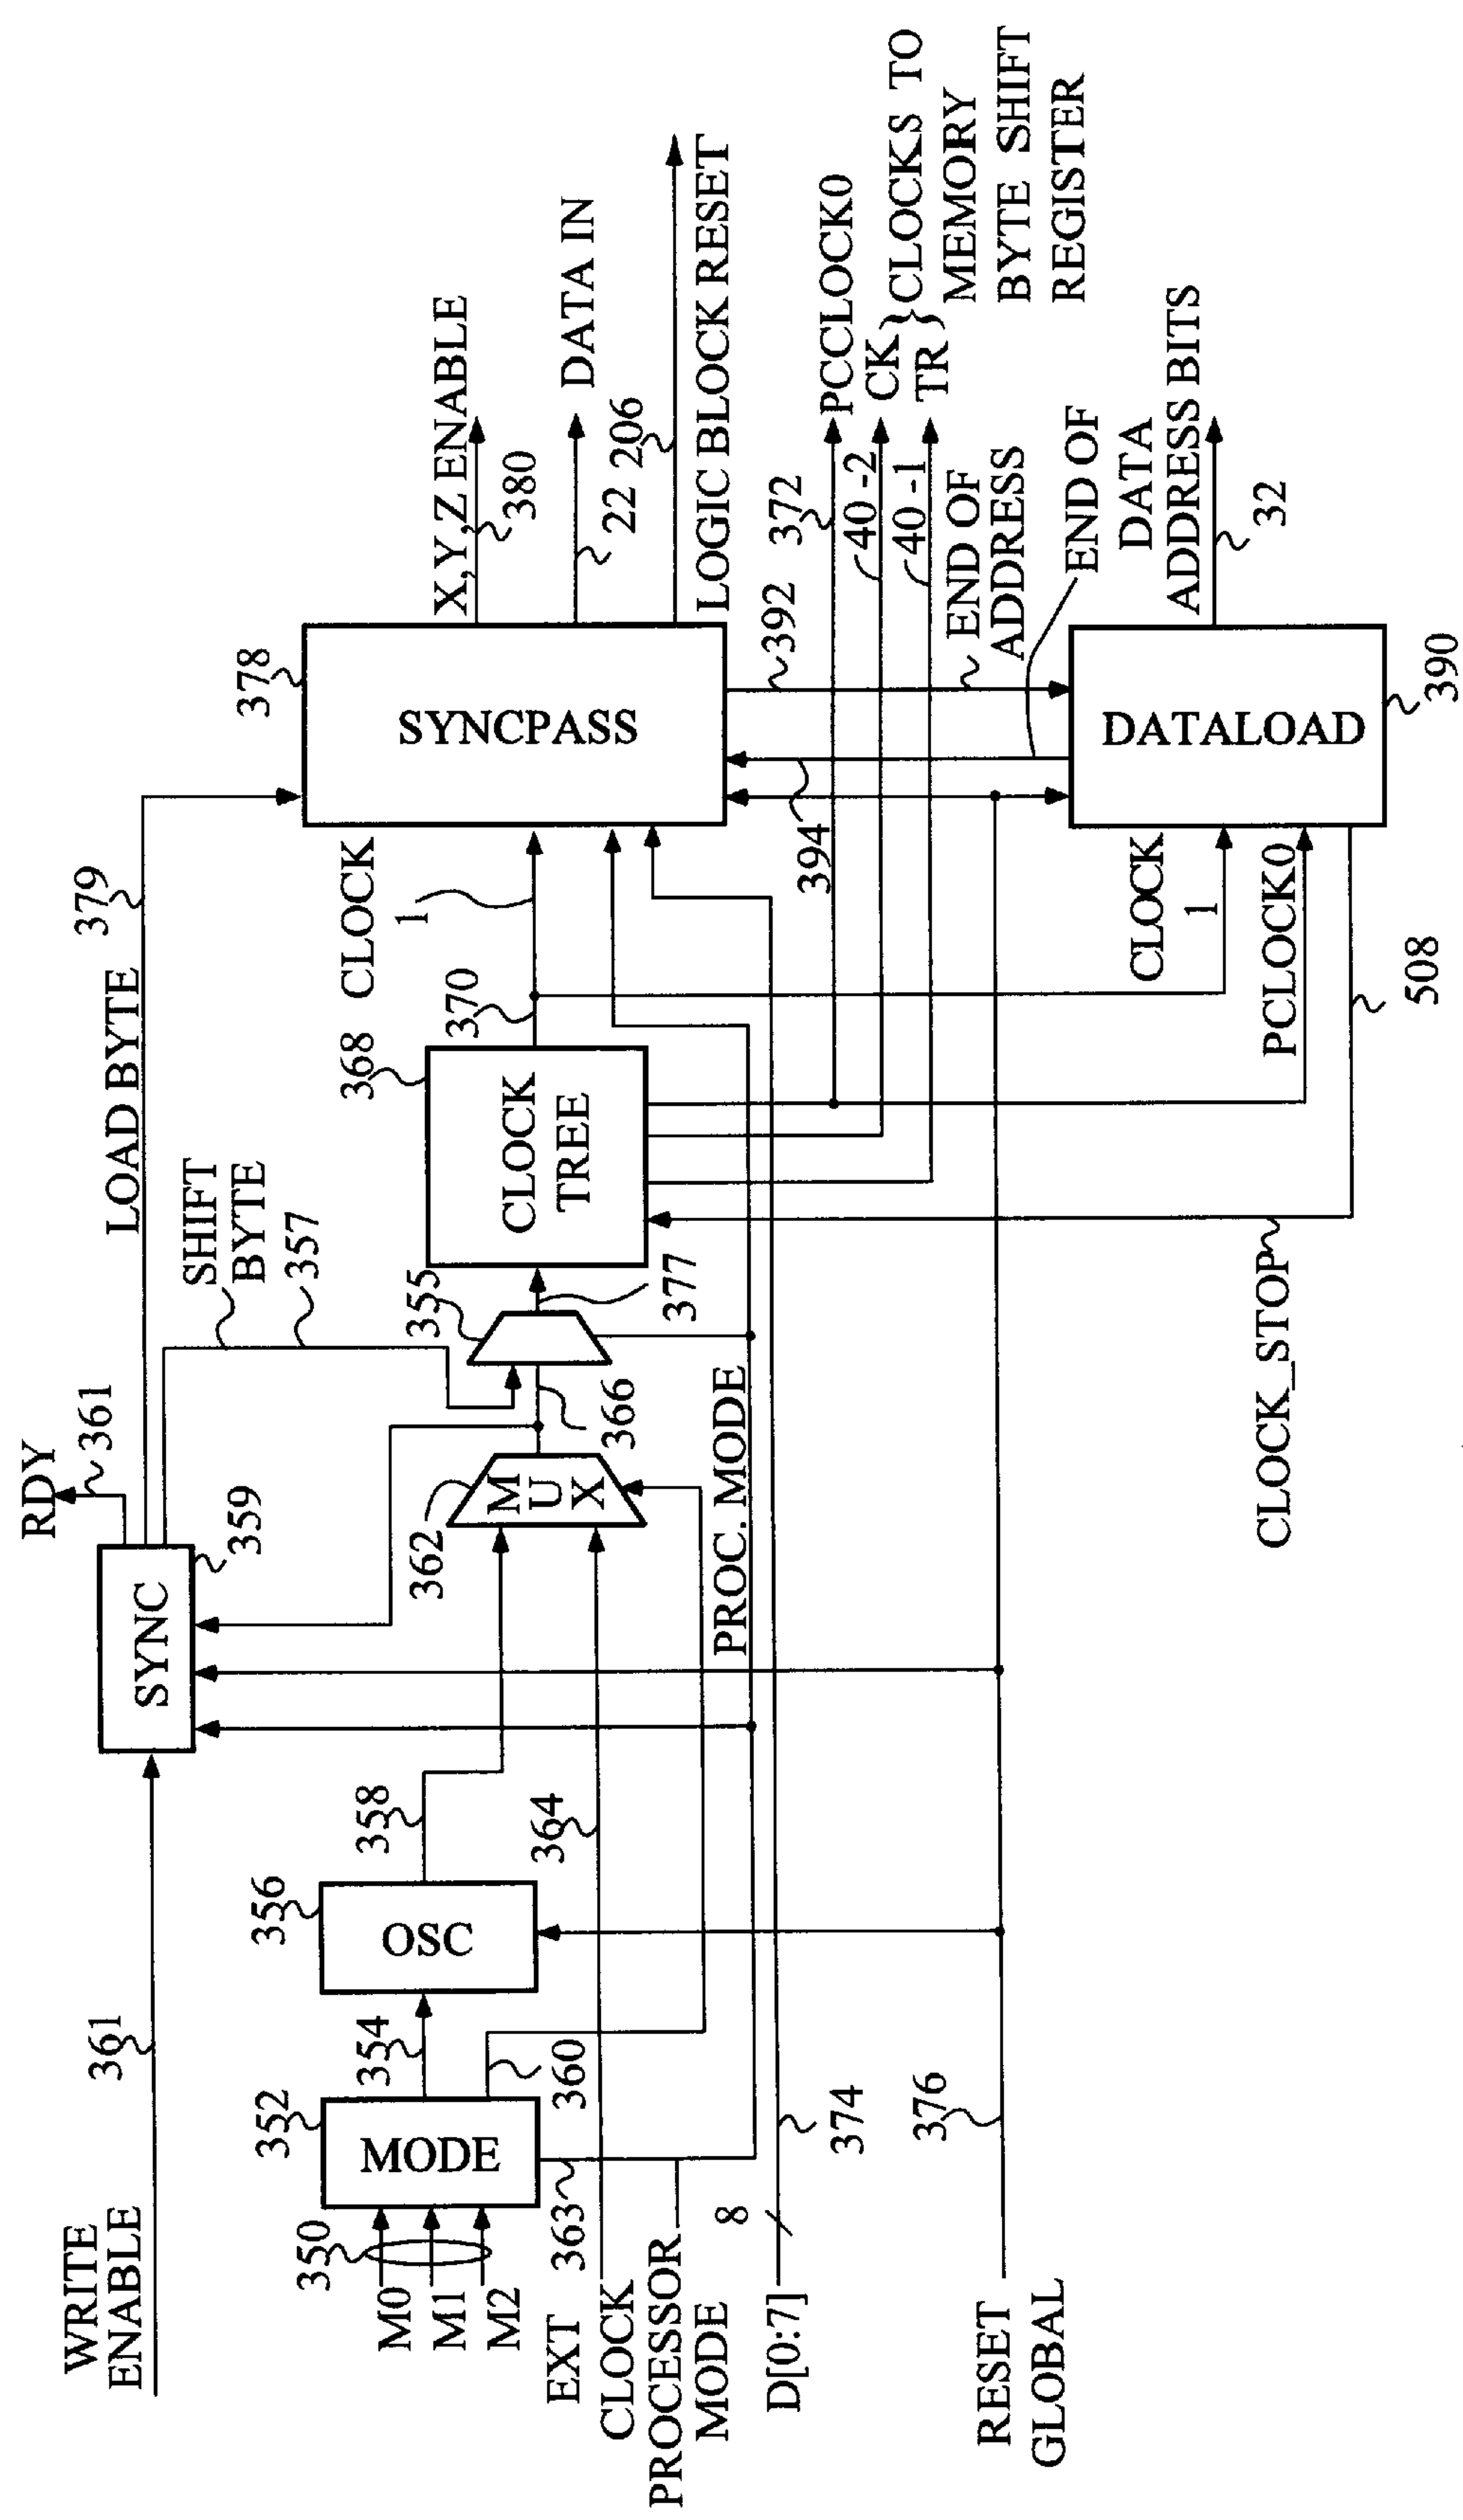 WRITE
ENABLE
361
SYNC
359
RDY
361
LOAD BYTE
379
SHIFT
BYTE
357
M0
M1
M2
350
MODE
352
354
360
363
OSC
356
358
EXT
CLOCK
364
PROCESSOR
MODE
PROC. MODE
MUX
362
366
355
377
CLOCK
TREE
368
370
CLOCK
1
SYNCPASS
378
X,Y,Z ENABLE
380
DATA IN
22
206
LOGIC BLOCK RESET
D[0:7]
8
374
RESET
GLOBAL
376
392
394
372
PCCLOCK0
40-2
CK
40-1
TR
CLOCKS TO
MEMORY
BYTE SHIFT
REGISTER
END OF
ADDRESS
END OF
DATA
DATALOAD
390
ADDRESS BITS
32
CLOCK
1
PCLOCK0
508
CLOCK_STOP